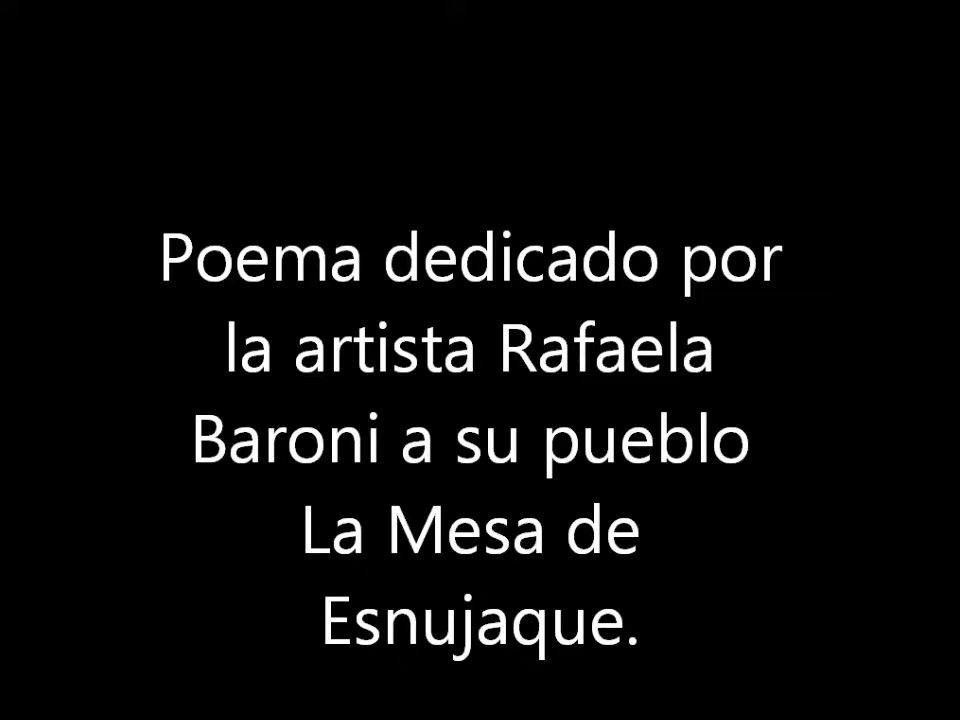 Poema dedicado por
la artista Rafaela
Baroni a su pueblo
La Mesa de
Esnujaque.